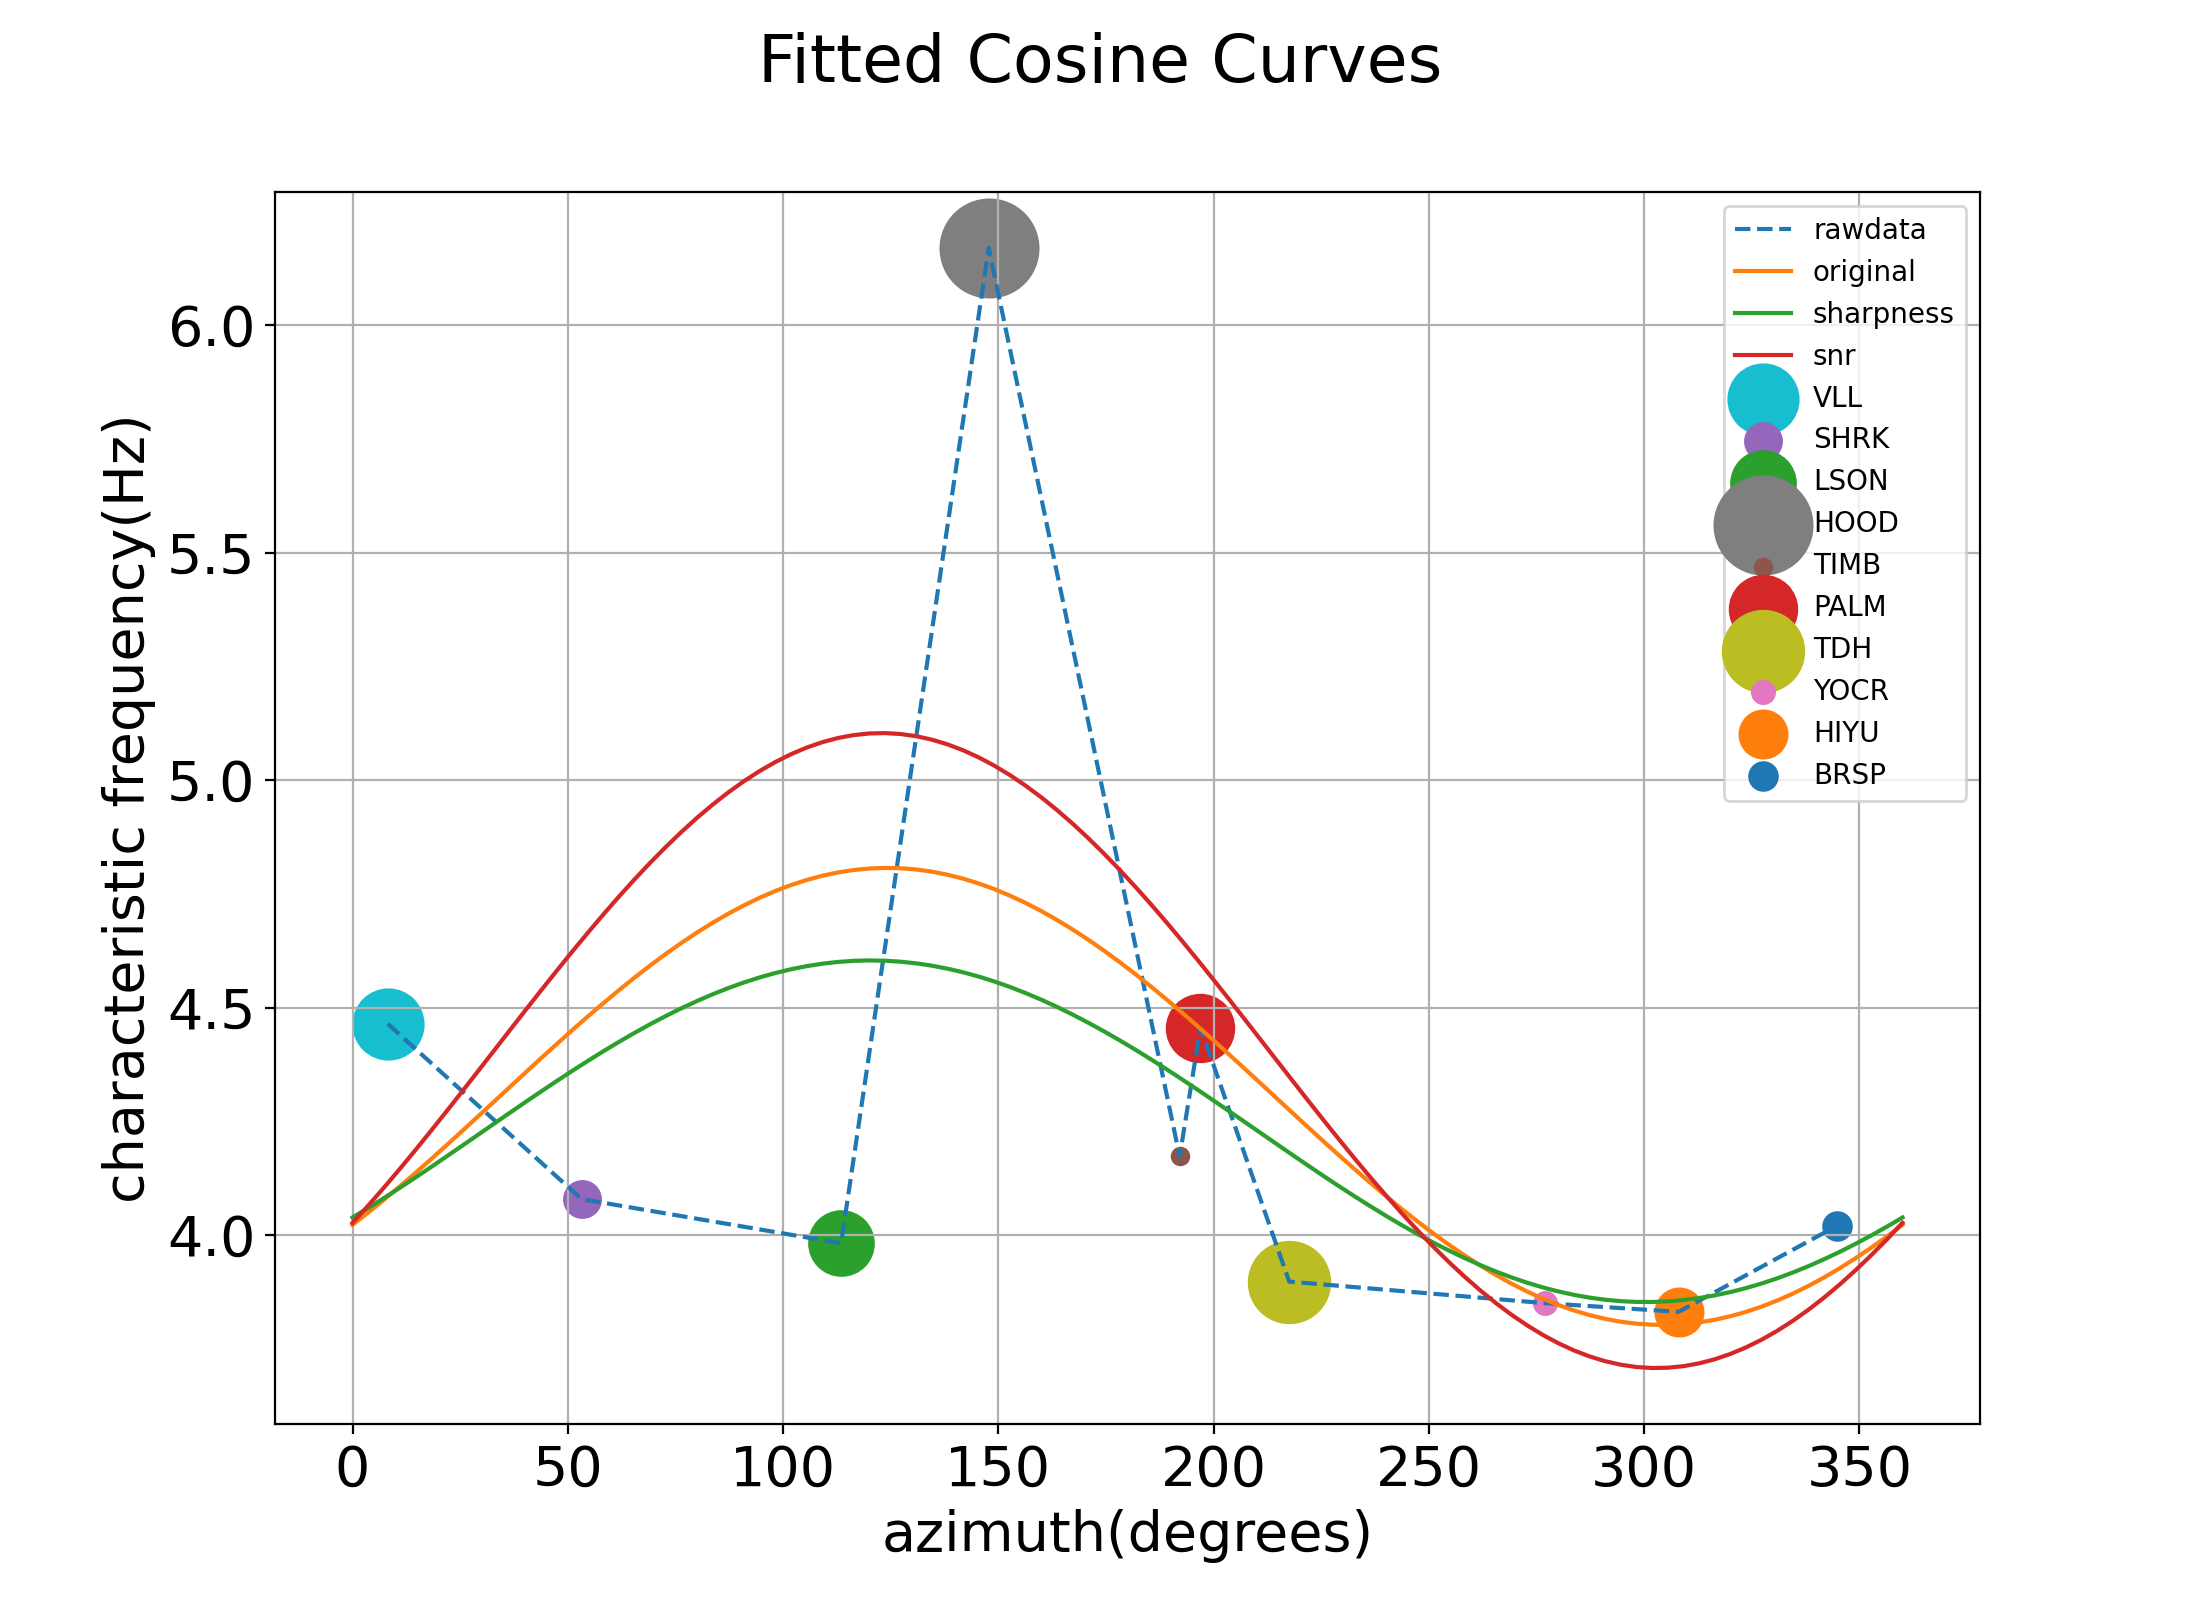 Fitted Cosine Curves
rawdata
original
sharpness
snr
VLL
SHRK
LSON
HOOD
TIMB
PALM
TDH
YOCR
HIYU
BRSP
characteristic frequency(Hz)
6.0
5.5
5.0
4.5
4.0
0 50 100 150 200 250 300 350
azimuth(degrees)